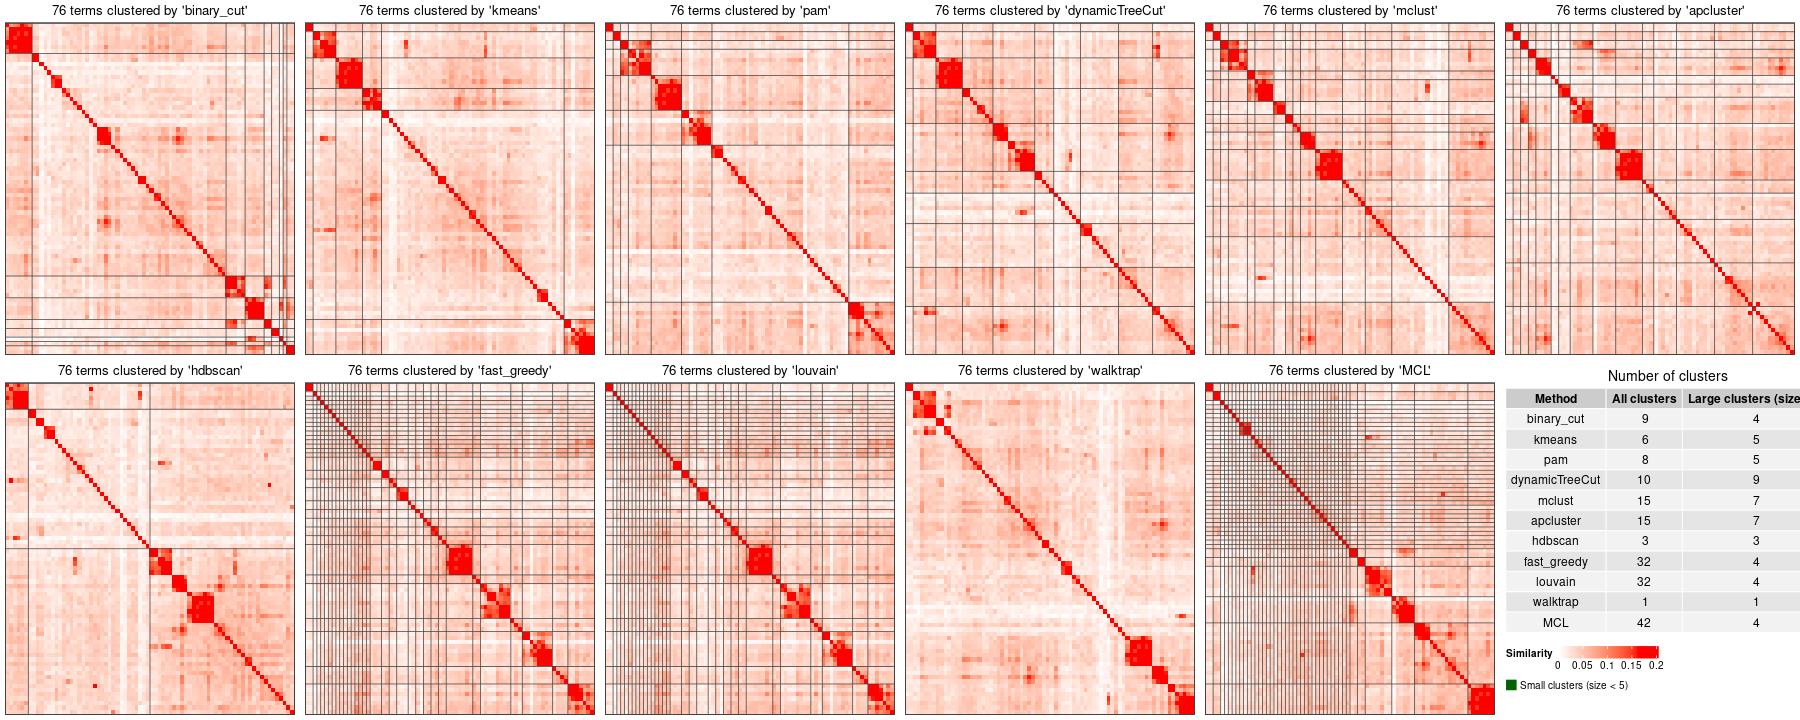 76 terms clustered by 'binary_cut'
76 terms clustered by 'kmeans'
76 terms clustered by 'pam'
76 terms clustered by 'dynamicTreeCut'
76 terms clustered by 'mclust'
76 terms clustered by 'apcluster'
76 terms clustered by 'hdbscan'
76 terms clustered by 'fast_greedy'
76 terms clustered by 'louvain'
76 terms clustered by 'walktrap'
76 terms clustered by 'MCL'
Number of clusters
Method All clusters Large clusters (size
binary_cut 9 4
kmeans 6 5
pam 8 5
dynamicTreeCut 10 9
mclust 15 7
apcluster 15 7
hdbscan 3 3
fast_greedy 32 4
louvain 32 4
walktrap 1 1
MCL 42 4
Similarity
0 0.05 0.1 0.15 0.2
Small clusters (size < 5)